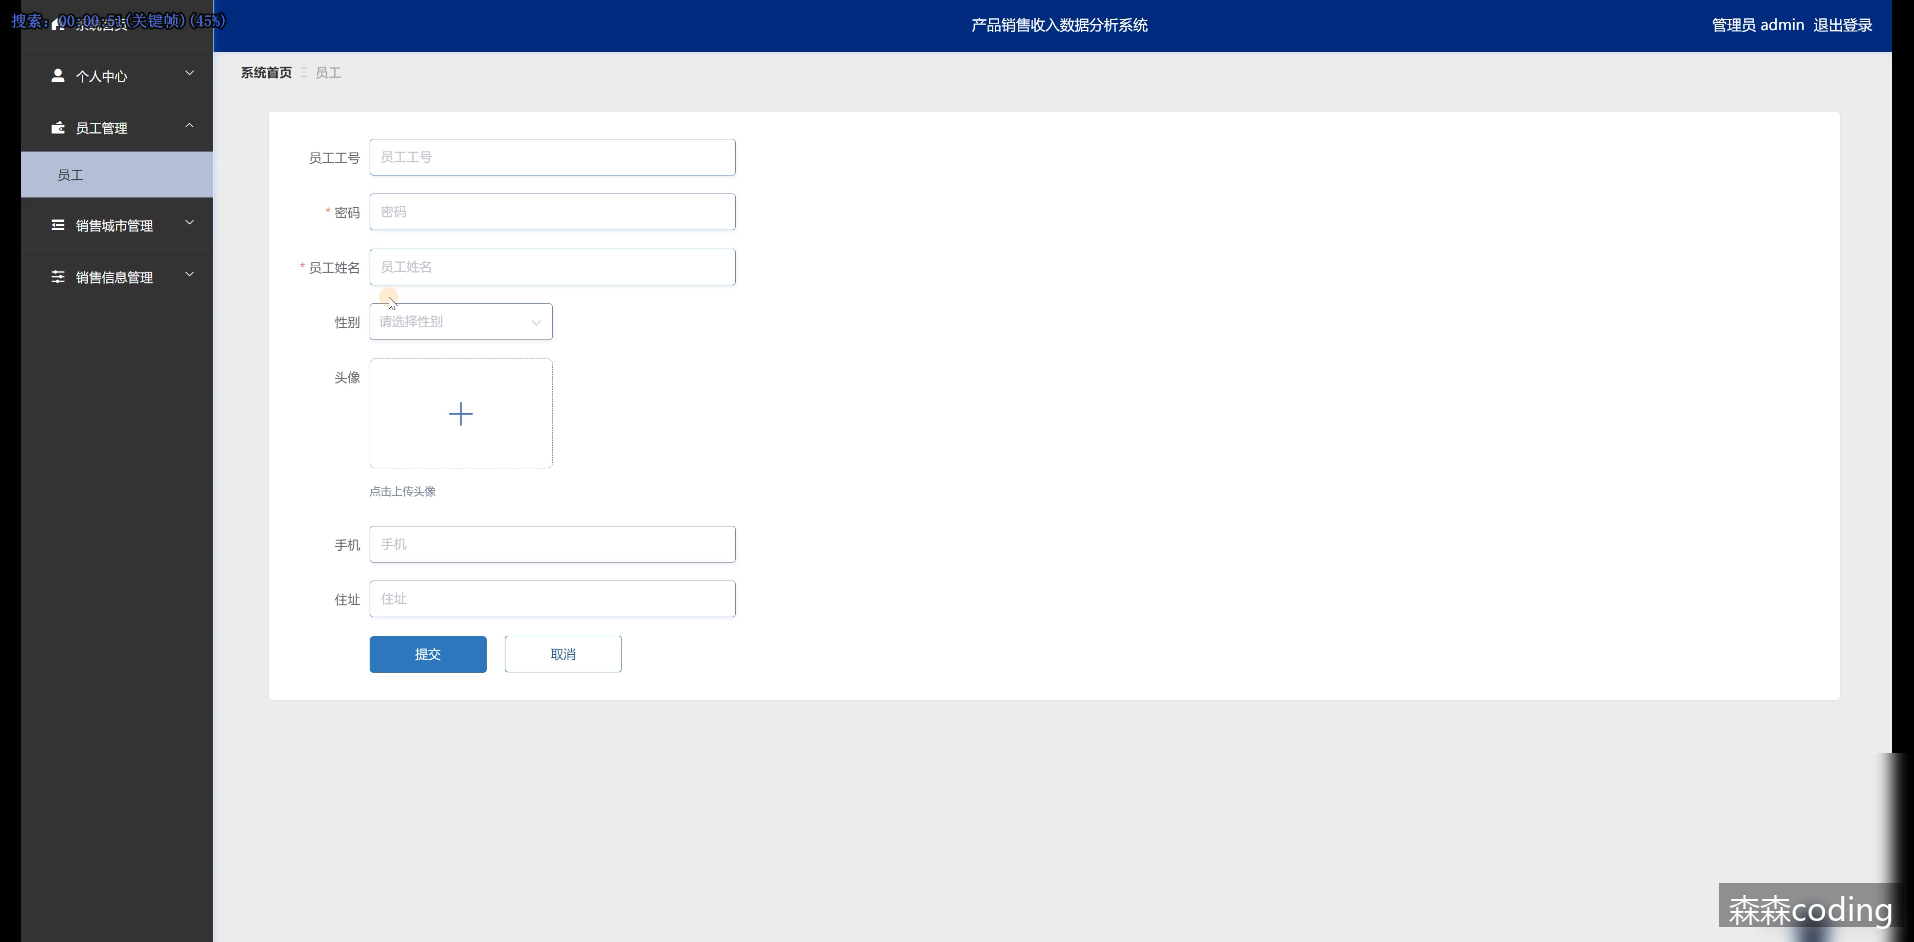 搜索: 00:00:51(关键帧)(45%)
系统首页
产品销售收入数据分析系统
管理员 admin 退出登录
个人中心
员工管理
员工
销售城市管理
销售信息管理
系统首页 员工
员工工号 员工工号
* 密码 密码
* 员工姓名 员工姓名
性别 请选择性别
头像
点击上传头像
手机 手机
住址 住址
提交 取消
森森coding